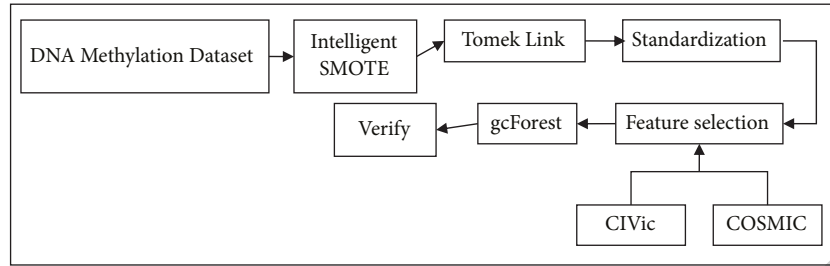 DNA Methylation Dataset
Intelligent
SMOTE
Tomek Link
Standardization
Verify
gcForest
Feature selection
CIVic
COSMIC